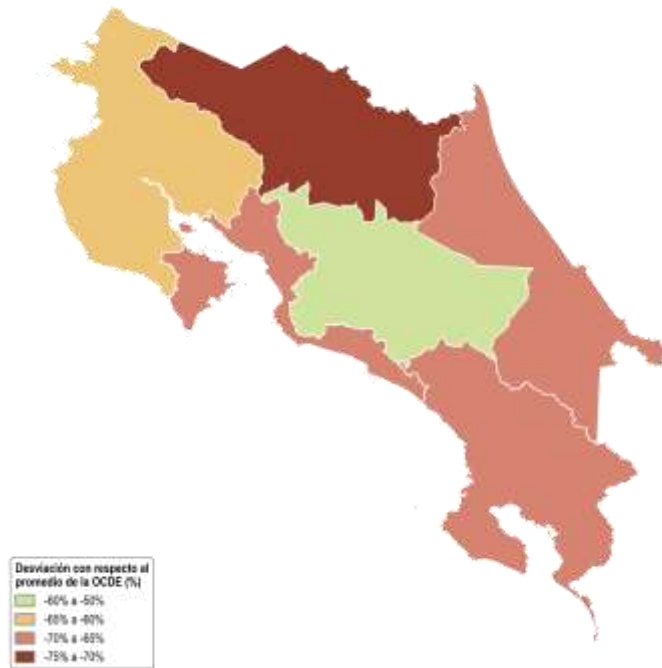 Desviación con respecto al
promedio de la OCDE (%)
-60% a -50%
-65% a -60%
-70% a -65%
-75% a -70%